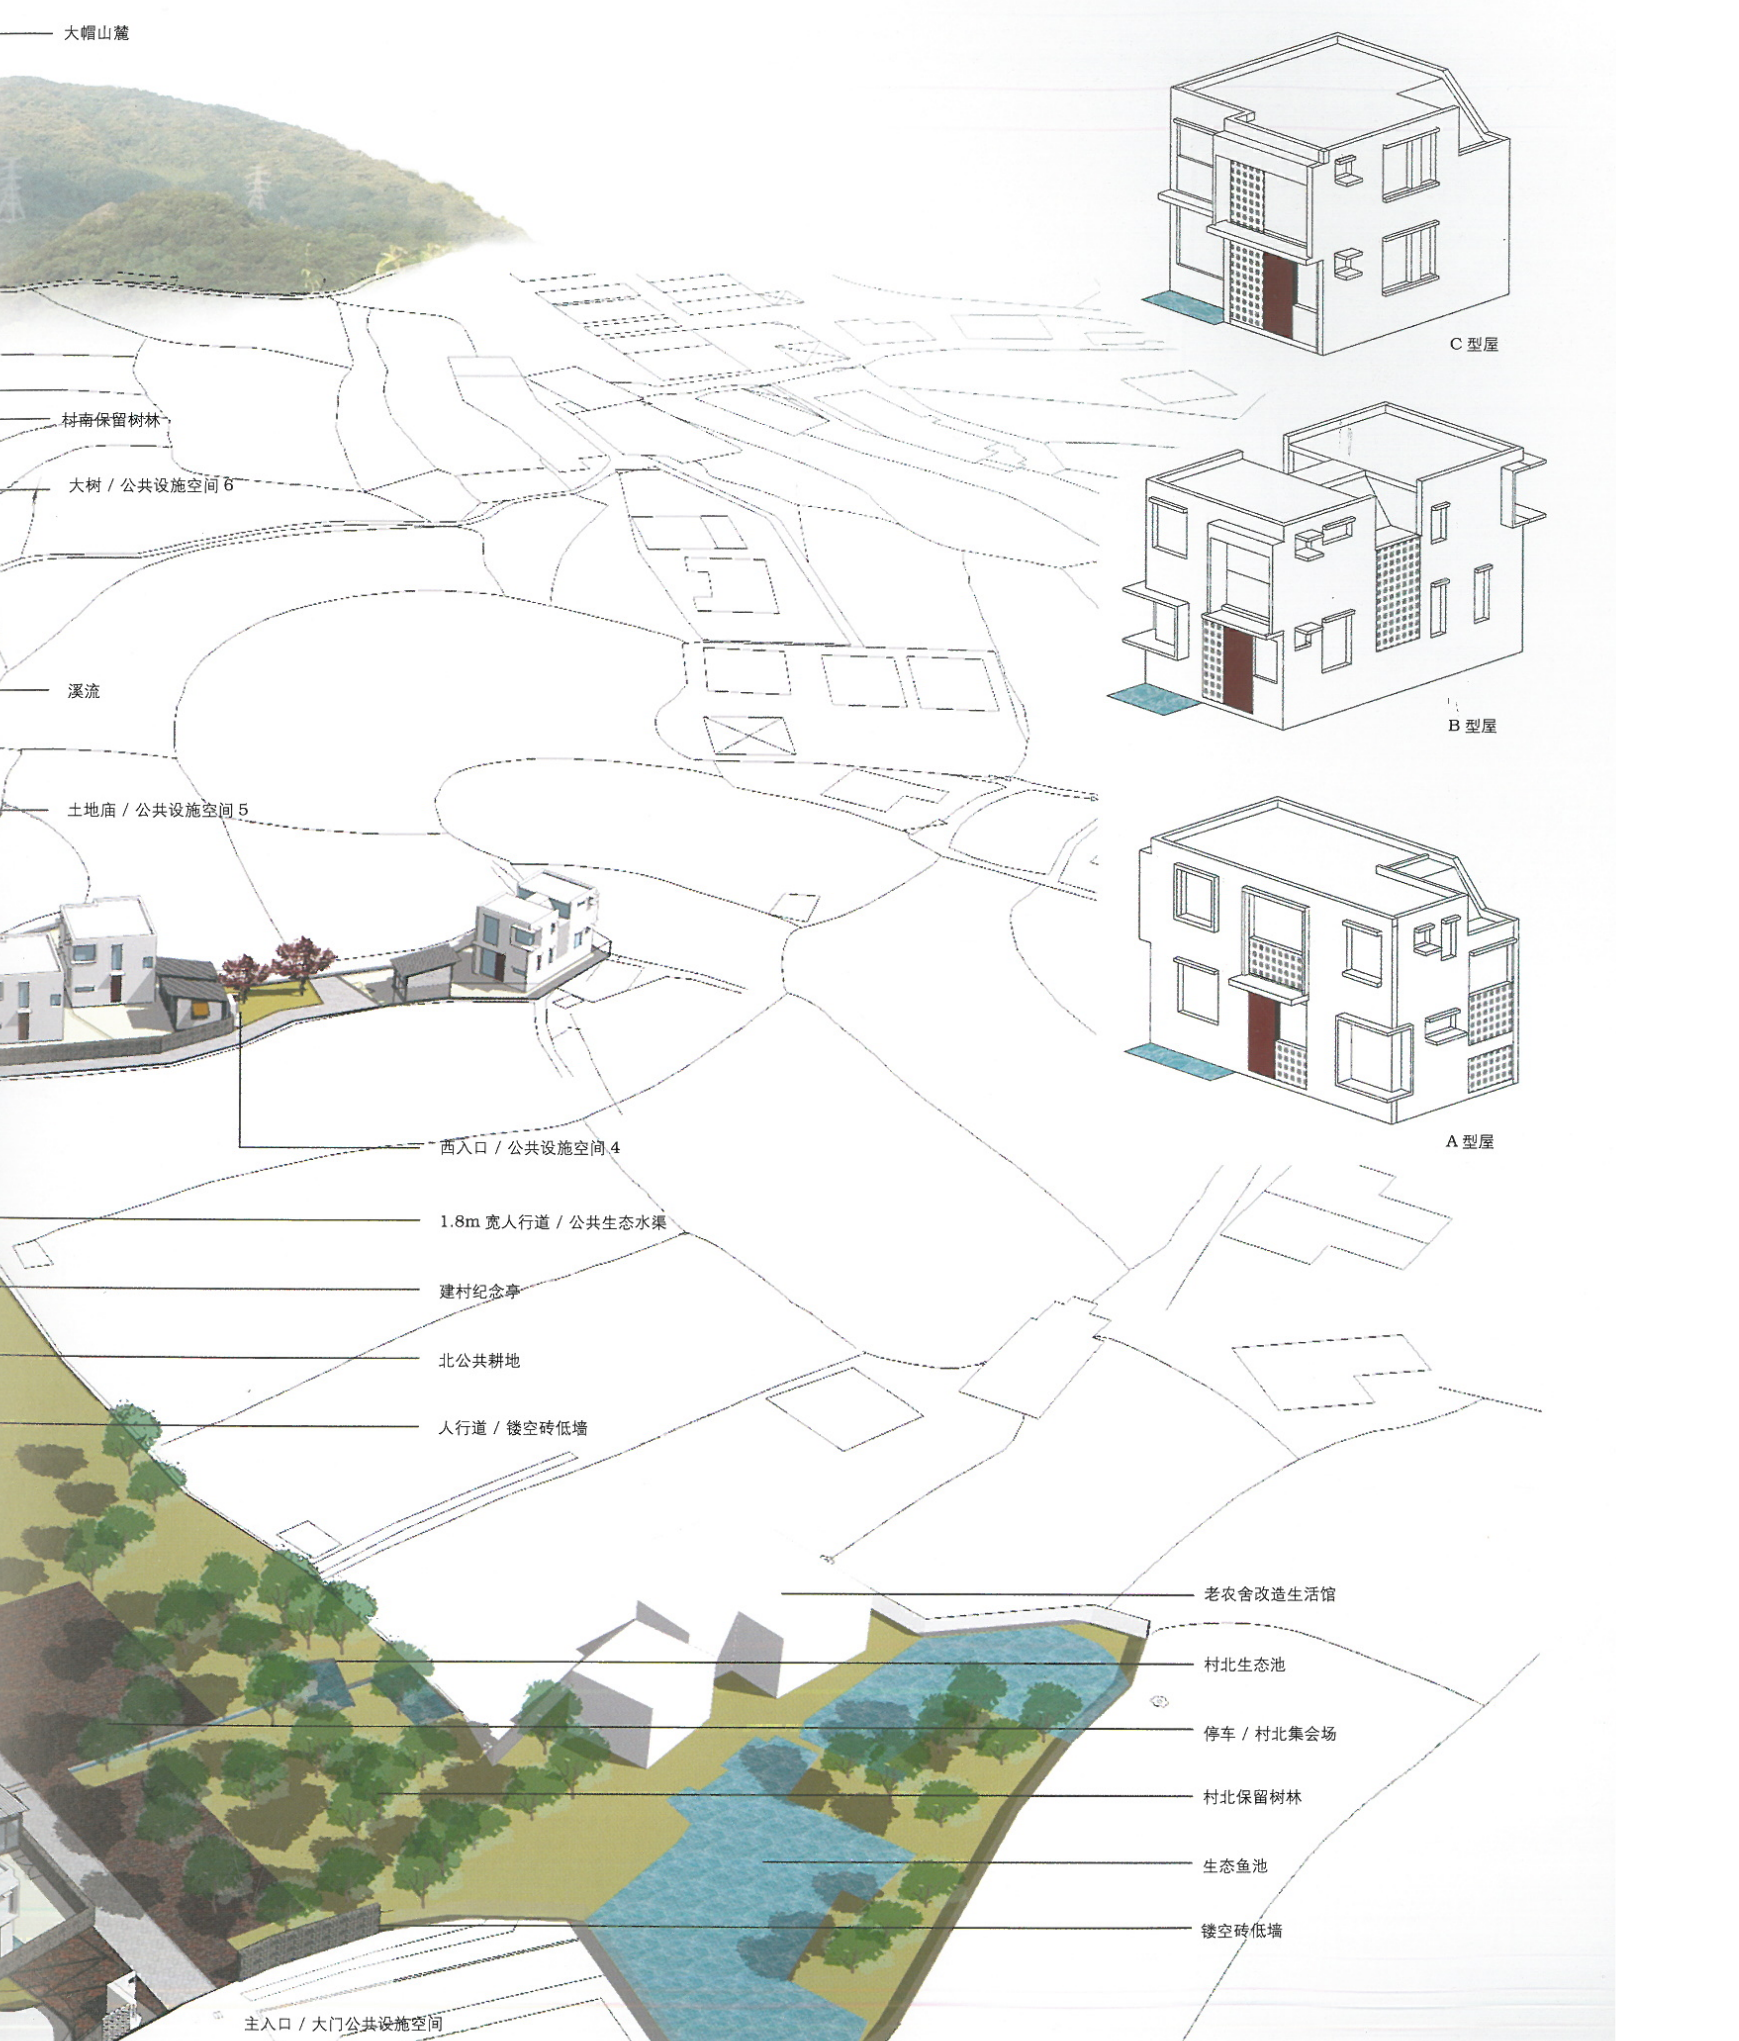 大帽山麓
C 型屋
村南保留树林
大树 / 公共设施空间 6
溪流
B 型屋
土地庙 / 公共设施空间 5
A 型屋
西入口 / 公共设施空间 4
1.8m 宽人行道 / 公共生态水渠
建村纪念亭
北公共耕地
人行道 / 镂空砖低墙
老农舍改造生活馆
村北生态池
停车 / 村北集会场
村北保留树林
生态鱼池
镂空砖低墙
主入口 / 大门公共设施空间